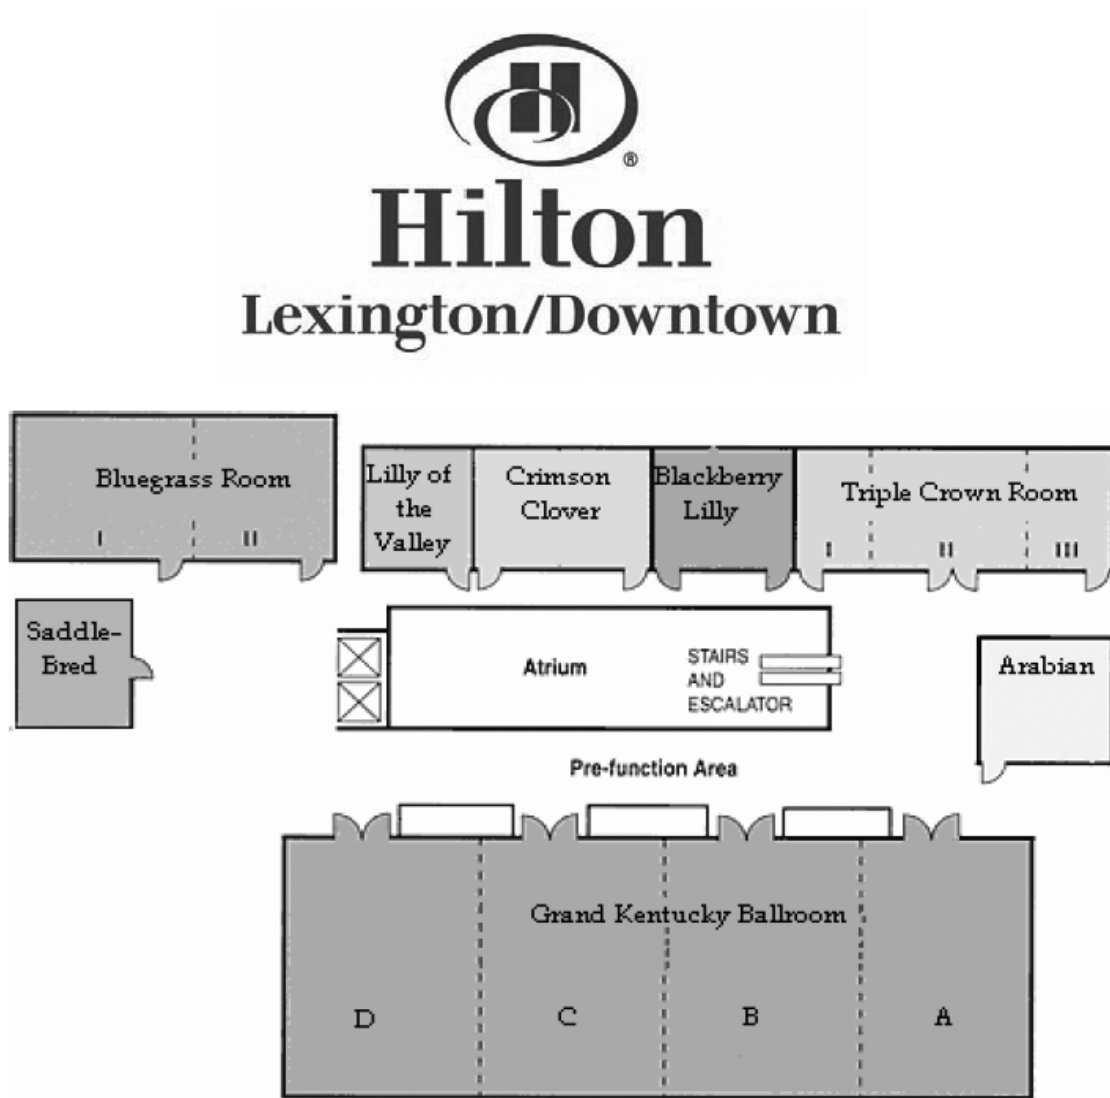 H
®
Hilton
Lexington/Downtown
Bluegrass Room
I
II
Lilly of
the
Valley
Crimson
Clover
Blackberry
Lilly
Triple Crown Room
I
II
III
Saddle-
Bred
Atrium
STAIRS
AND
ESCALATOR
Arabian
Pre-function Area
Grand Kentucky Ballroom
D
C
B
A